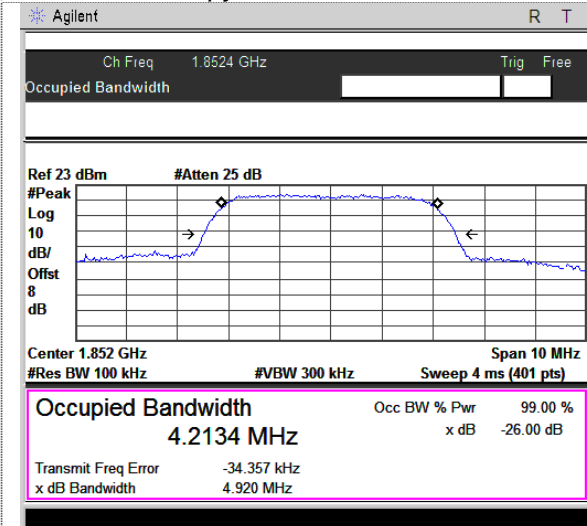 Agilent R T
Ch Freq 1.8524 GHz Trig Free
Occupied Bandwidth
Ref 23 dBm #Atten 25 dB
#Peak
Log
10
dB/
Offst
8
dB
Center 1.852 GHz Span 10 MHz
#Res BW 100 kHz #VBW 300 kHz Sweep 4 ms (401 pts)
Occupied Bandwidth Occ BW % Pwr 99.00 %
4.2134 MHz x dB -26.00 dB
Transmit Freq Error -34.357 kHz
x dB Bandwidth 4.920 MHz